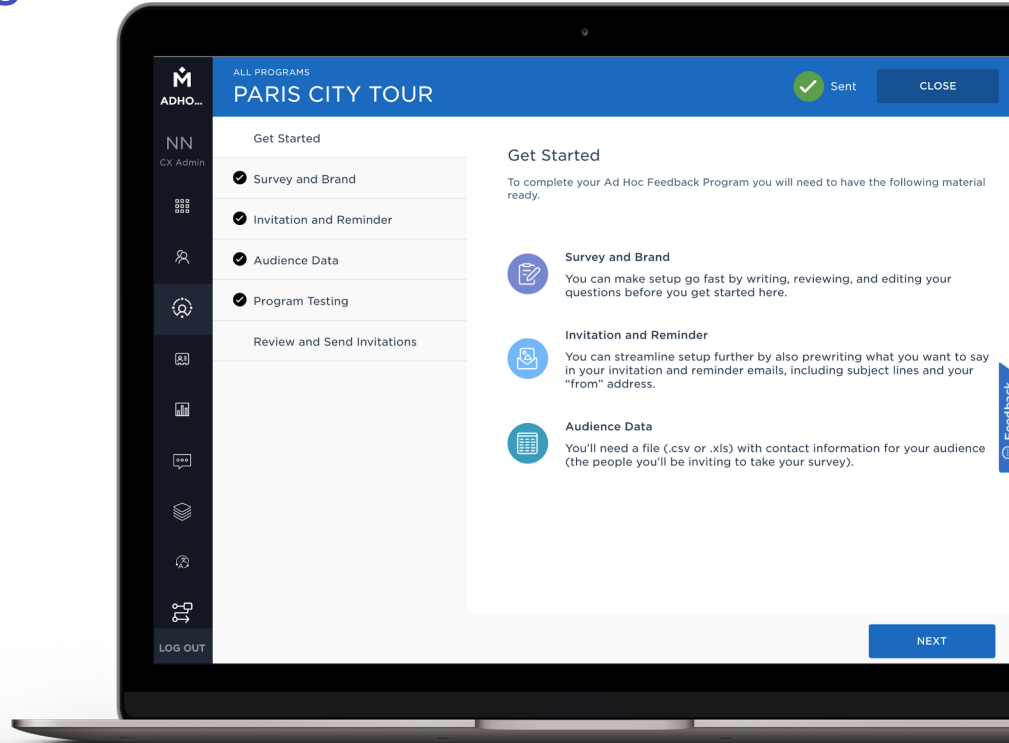 ADHO...
NN
CX Admin
LOG OUT
ALL PROGRAMS
PARIS CITY TOUR
Sent
CLOSE
Get Started
Survey and Brand
Invitation and Reminder
Audience Data
Program Testing
Review and Send Invitations
Get Started
To complete your Ad Hoc Feedback Program you will need to have the following material
ready.
Survey and Brand
You can make setup go fast by writing, reviewing, and editing your
questions before you get started here.
Invitation and Reminder
You can streamline setup further by also prewriting what you want to say
in your invitation and reminder emails, including subject lines and your
“from” address.
Audience Data
You’ll need a file (.csv or .xls) with contact information for your audience
(the people you’ll be inviting to take your survey).
Feedback
NEXT